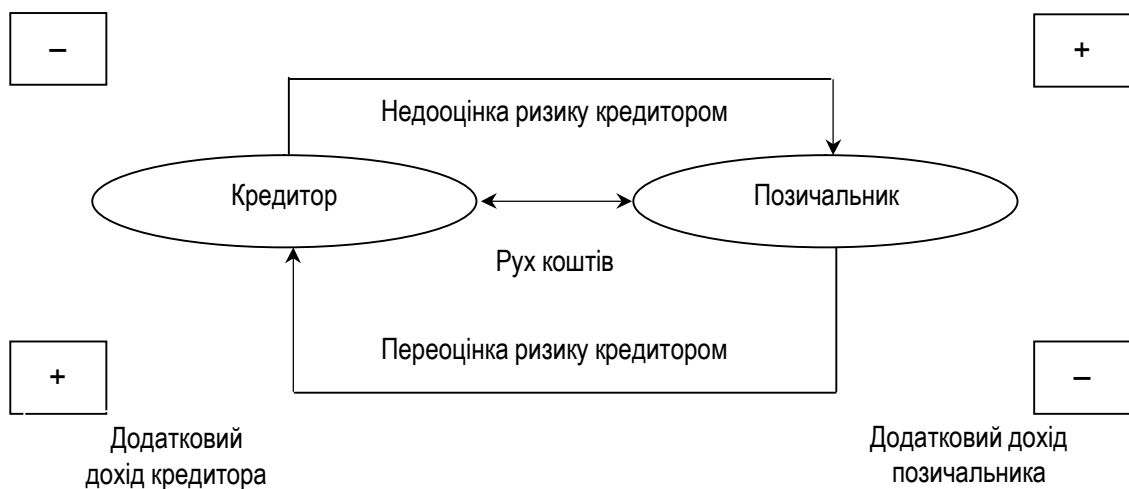 –
+
Недооцінка ризику кредитором
Кредитор
Позичальник
Рух коштів
Переоцінка ризику кредитором
+
–
Додатковий
дохід кредитора
Додатковий дохід
позичальника